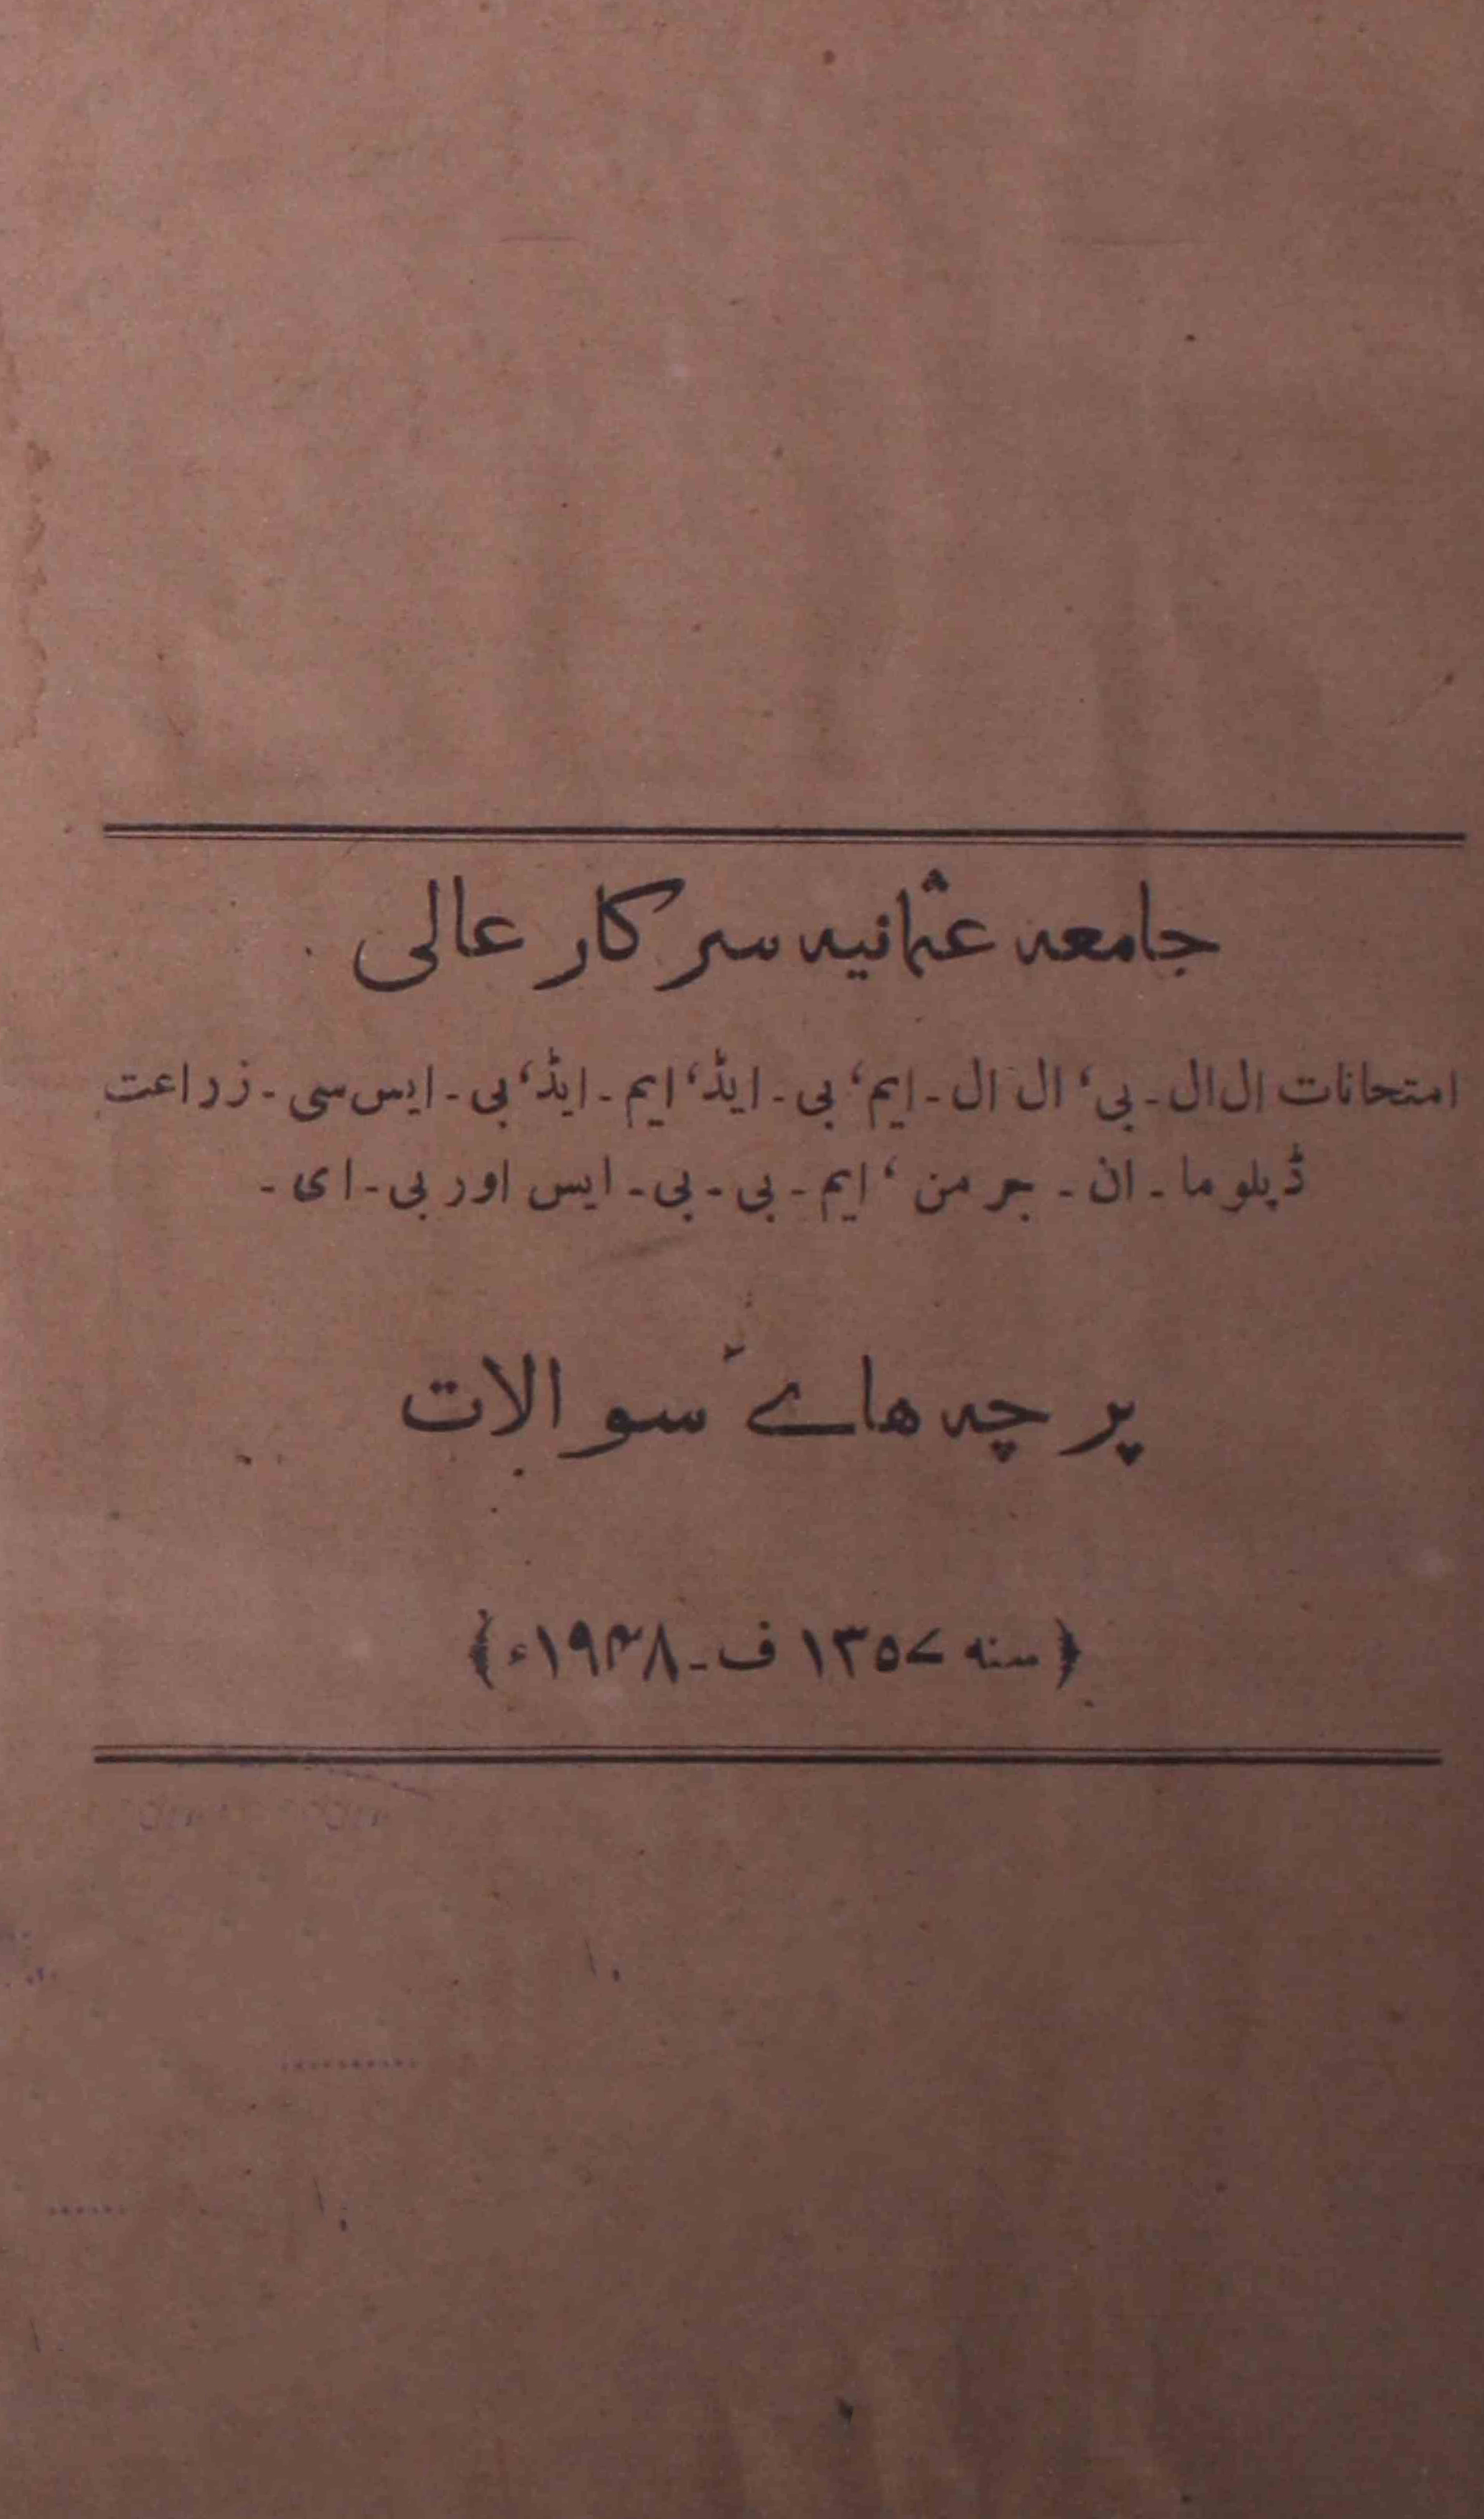 جامعہ عثمانیہ سرکار عالی
امتحانات ال ال ۔ بی، ال ال ۔ ایم، بی ۔ ایڈ، ایم ۔ ایڈ، بی ۔ ایس سی ۔ زراعت
ڈپلوما ۔ ان ۔ جرمن، ایم ۔ بی ۔ بی ۔ ایس اور بی ۔ ای ۔
پرچہ هائے سوالات
﴿ سنہ ۱۳۵۷ ف ۔ ۱۹۴۸ء ﴾